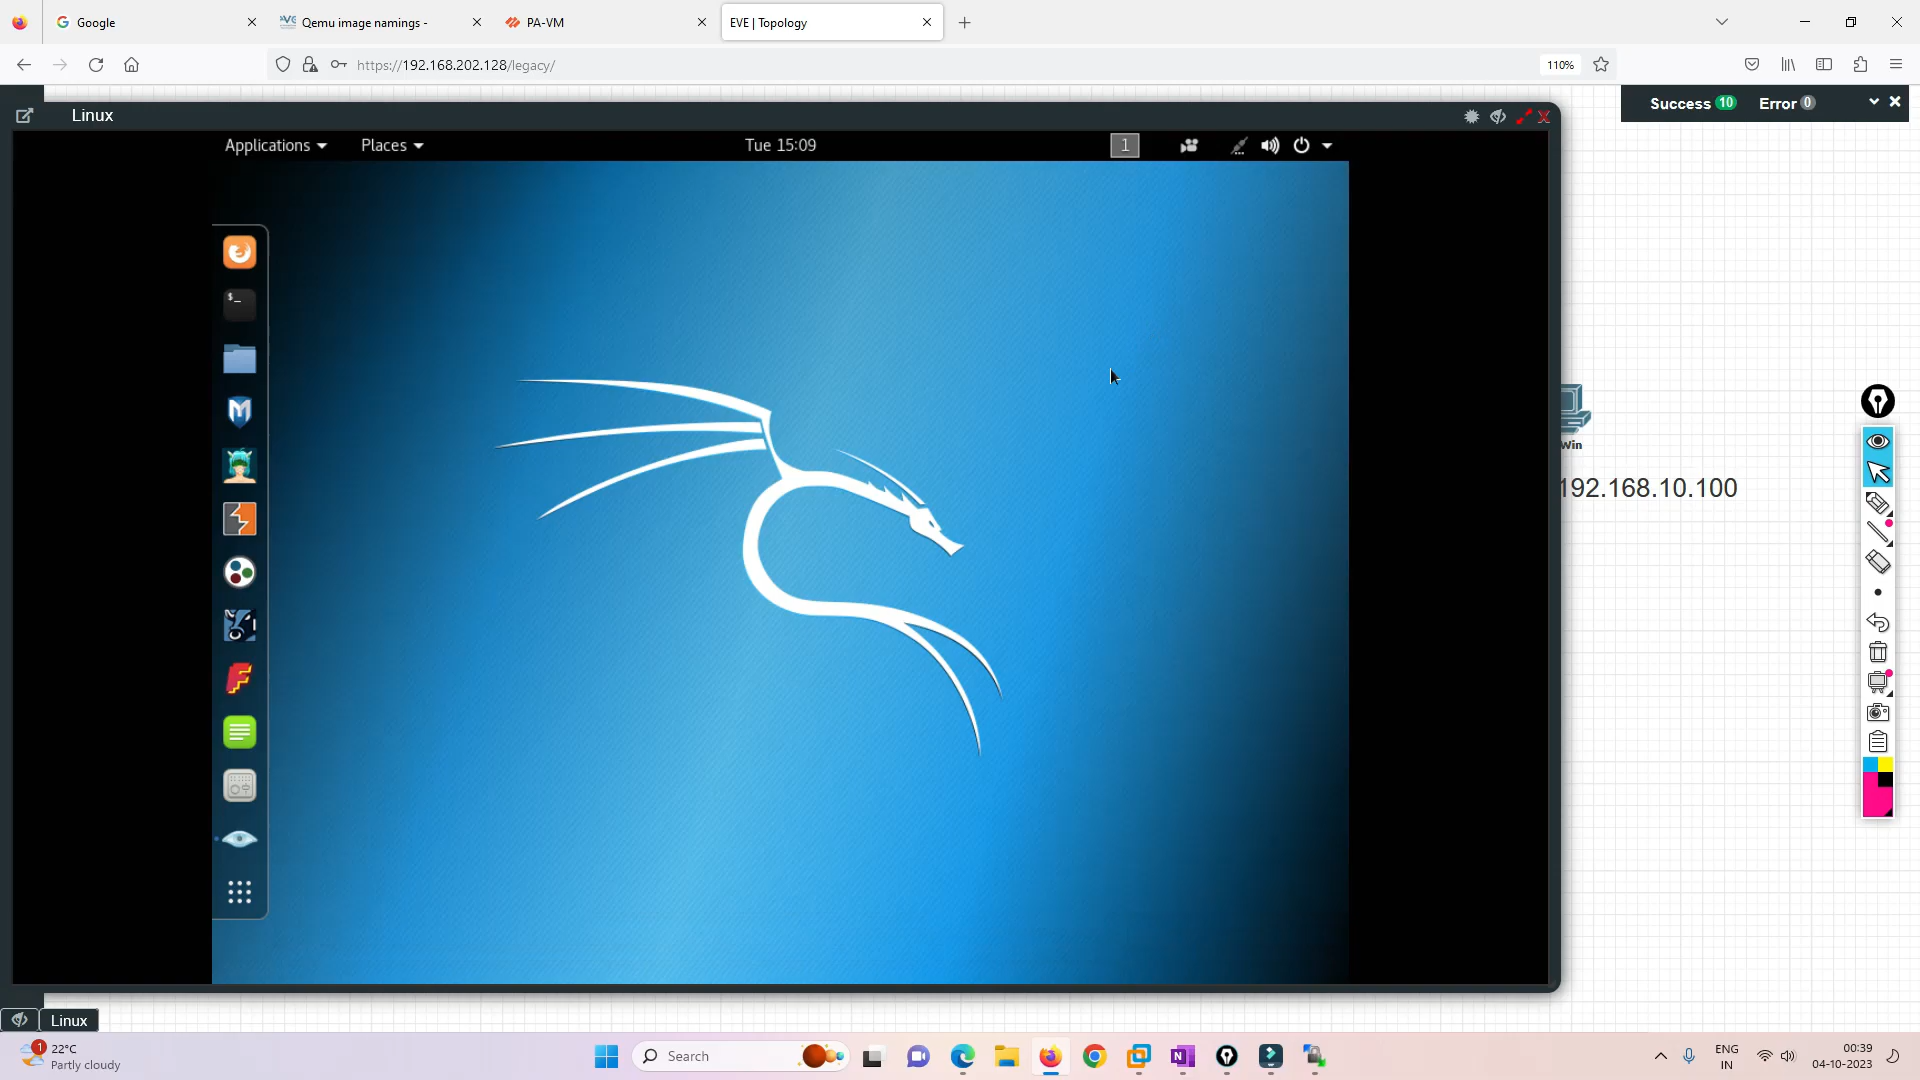 Google
Qemu image namings -
PA-VM
EVE | Topology
https://192.168.202.128/legacy/
110%
Linux
Success 10
Error 0
Applications
Places
Tue 15:09
1
$_
Win
192.168.10.100
Linux
1
22°C
Partly cloudy
Search
ENG
IN
00:39
04-10-2023